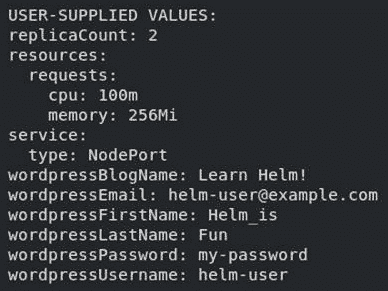 USER-SUPPLIED VALUES:
replicaCount: 2
resources:
  requests:
    cpu: 100m
    memory: 256Mi
service:
  type: NodePort
wordpressBlogName: Learn Helm!
wordpressEmail: helm-user@example.com
wordpressFirstName: Helm_is
wordpressLastName: Fun
wordpressPassword: my-password
wordpressUsername: helm-user